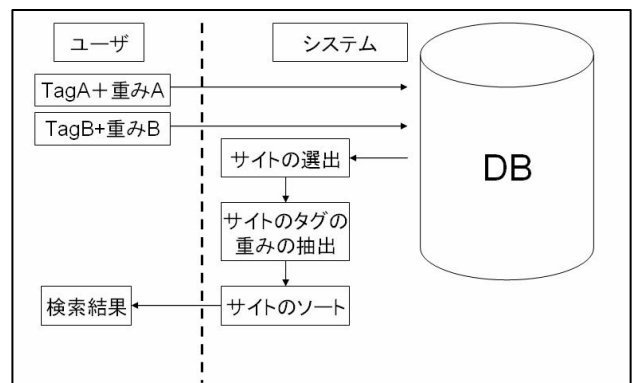 ユーザ
システム
TagA＋重みA
TagB+重みB
DB
サイトの選出
サイトのタグの
重みの抽出
サイトのソート
検索結果